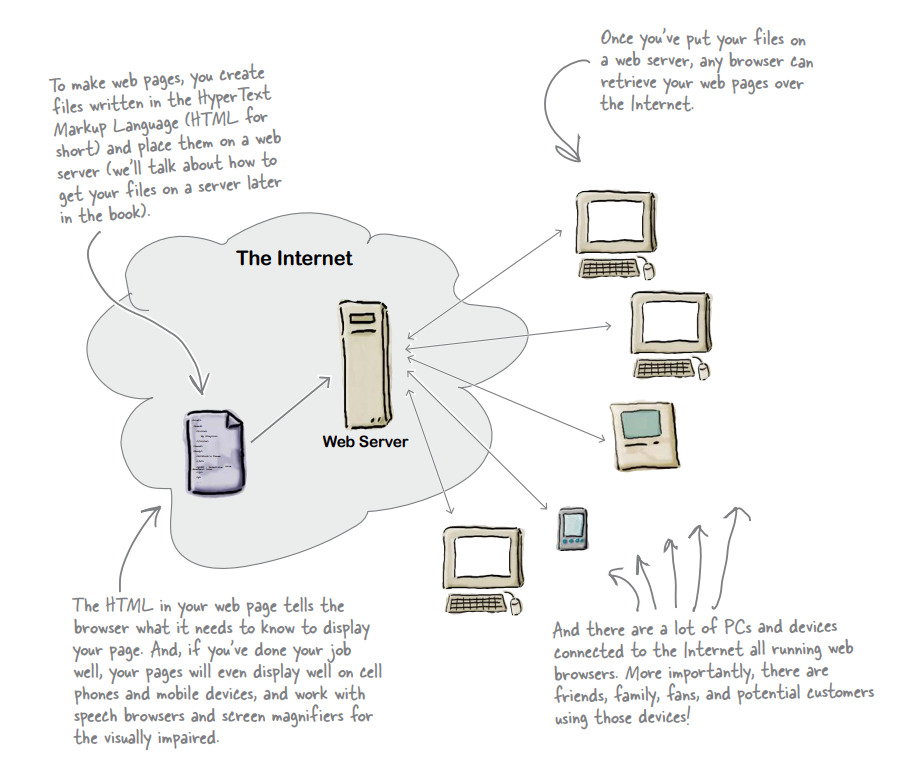 To make web pages, you create
files written in the HyperText
Markup Language (HTML for
short) and place them on a web
server (we'll talk about how to
get your files on a server later
in the book).
Once you've put your files on
a web server, any browser can
retrieve your web pages over
the Internet.
The Internet
Web Server
The HTML in your web page tells the
browser what it needs to know to display
your page. And, if you've done your job
well, your pages will even display well on cell
phones and mobile devices, and work with
speech browsers and screen magnifiers for
the visually impaired.
And there are a lot of PCs and devices
connected to the Internet all running web
browsers. More importantly, there are
friends, family, fans, and potential customers
using those devices!